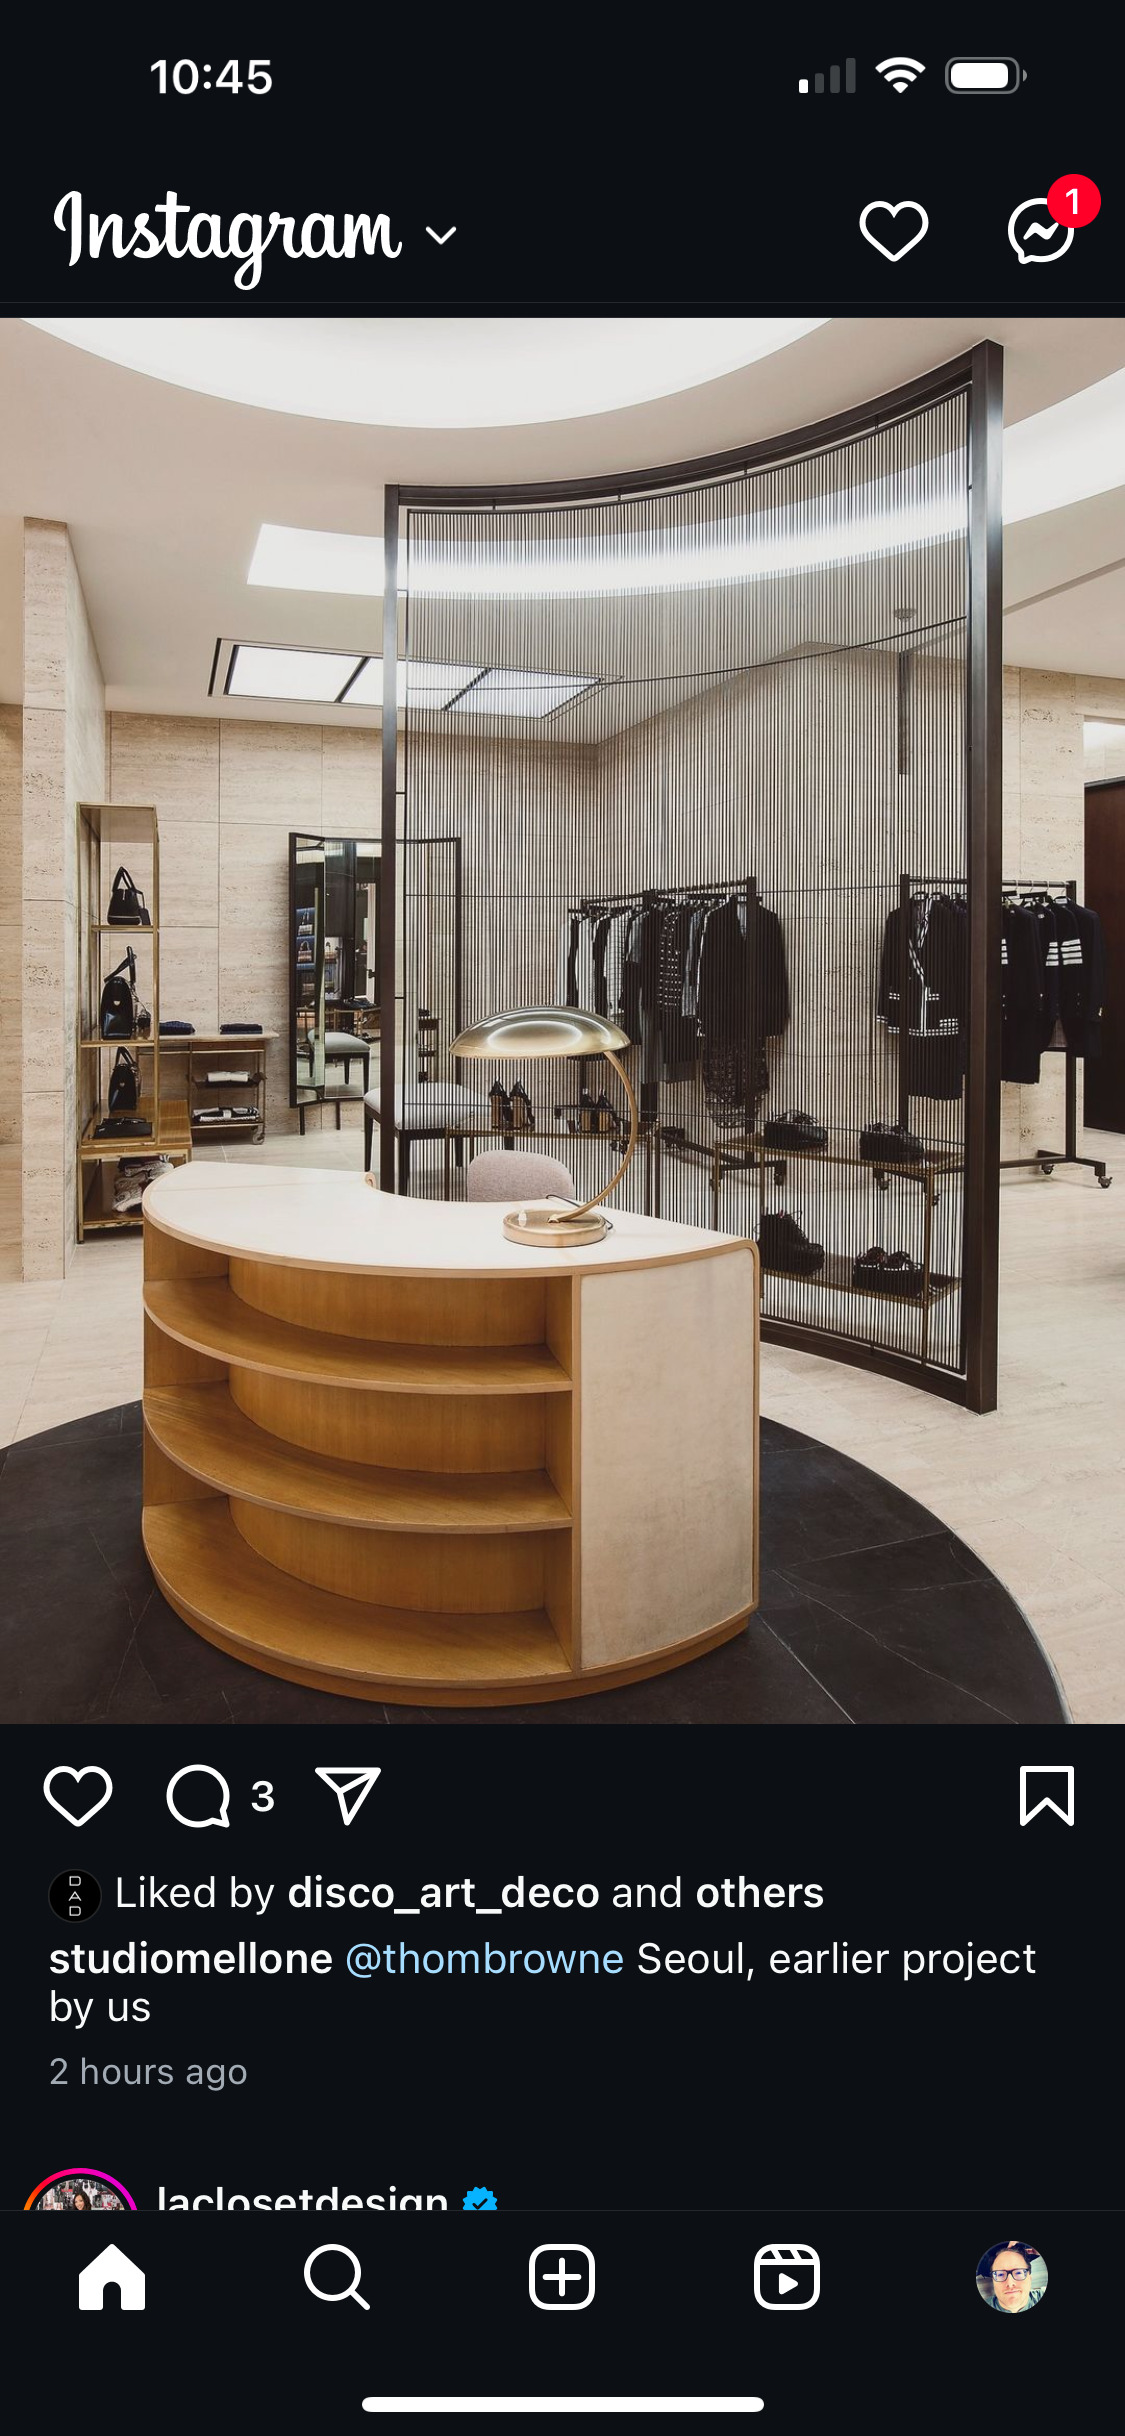 10:45
Instagram
1
3
D
A
D
Liked by disco_art_deco and others
studiomellone @thombrowne Seoul, earlier project
by us
2 hours ago
laclosetdesign